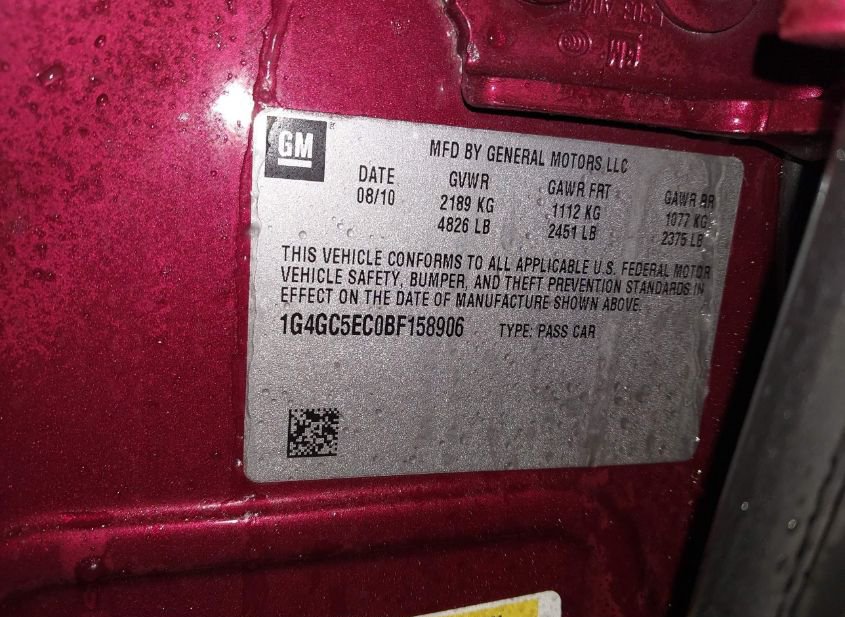 GM
MFD BY GENERAL MOTORS LLC
DATE
08/10
GVWR
2189 KG
4826 LB
GAWR FRT
1112 KG
2451 LB
GAWR RR
1077 KG
2375 LB
THIS VEHICLE CONFORMS TO ALL APPLICABLE U.S. FEDERAL MOTOR
VEHICLE SAFETY, BUMPER, AND THEFT PREVENTION STANDARDS IN
EFFECT ON THE DATE OF MANUFACTURE SHOWN ABOVE.
1G4GC5EC0BF158906
TYPE: PASS CAR